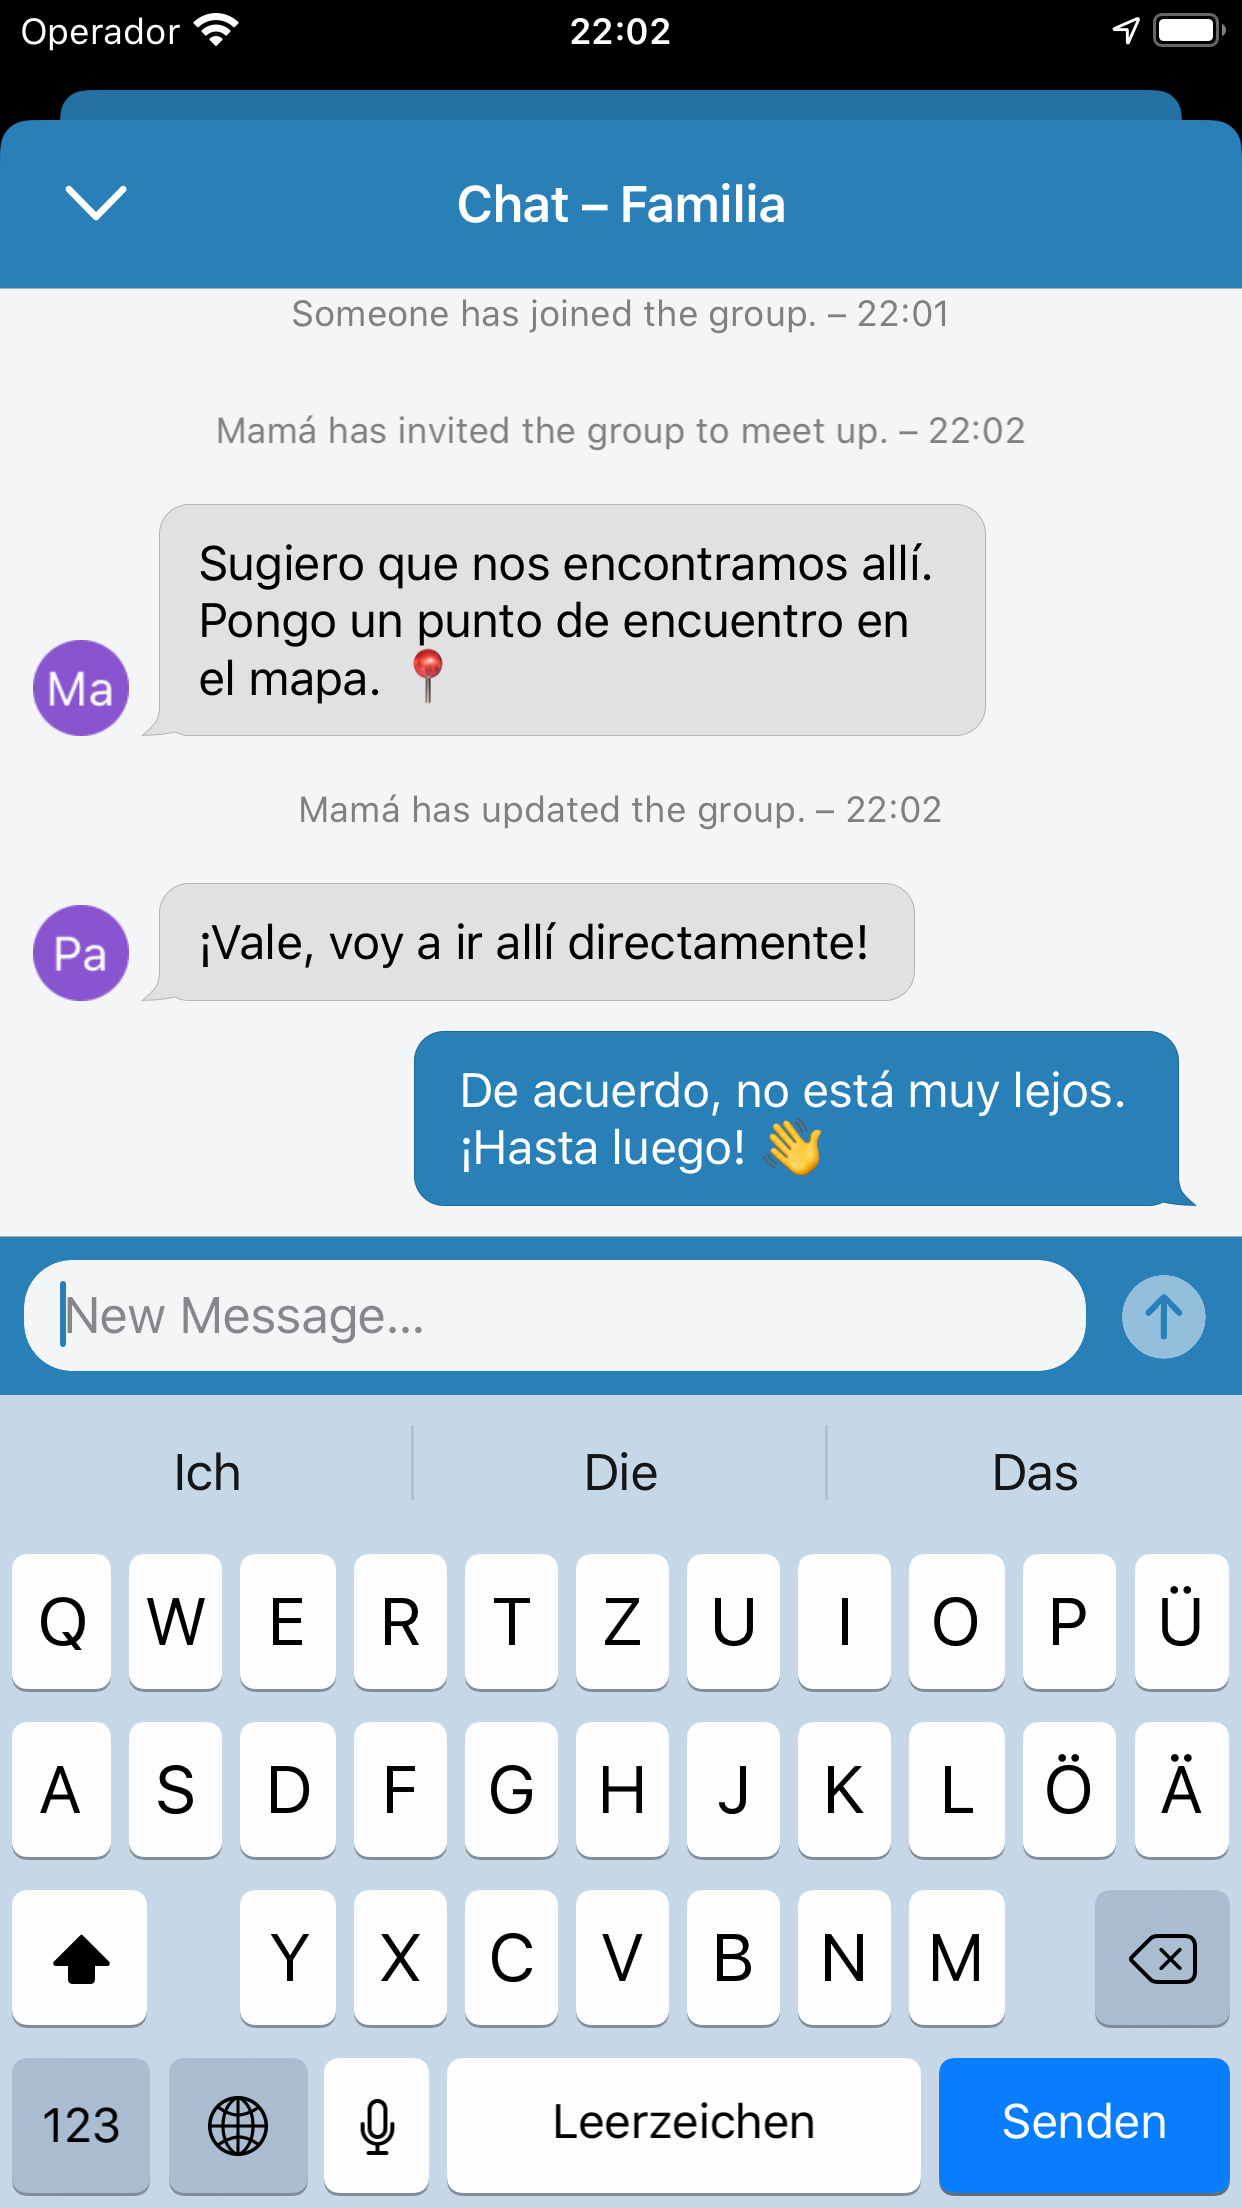 Operador 22:02
Chat – Familia
Someone has joined the group. – 22:01
Mamá has invited the group to meet up. – 22:02
Sugiero que nos encontramos allí.
Pongo un punto de encuentro en
el mapa. 📍
Ma
Mamá has updated the group. – 22:02
¡Vale, voy a ir allí directamente!
Pa
De acuerdo, no está muy lejos.
¡Hasta luego! 👋
New Message...
Ich Die Das
Q W E R T Z U I O P Ü
A S D F G H J K L Ö Ä
Y X C V B N M
123 Leerzeichen Senden